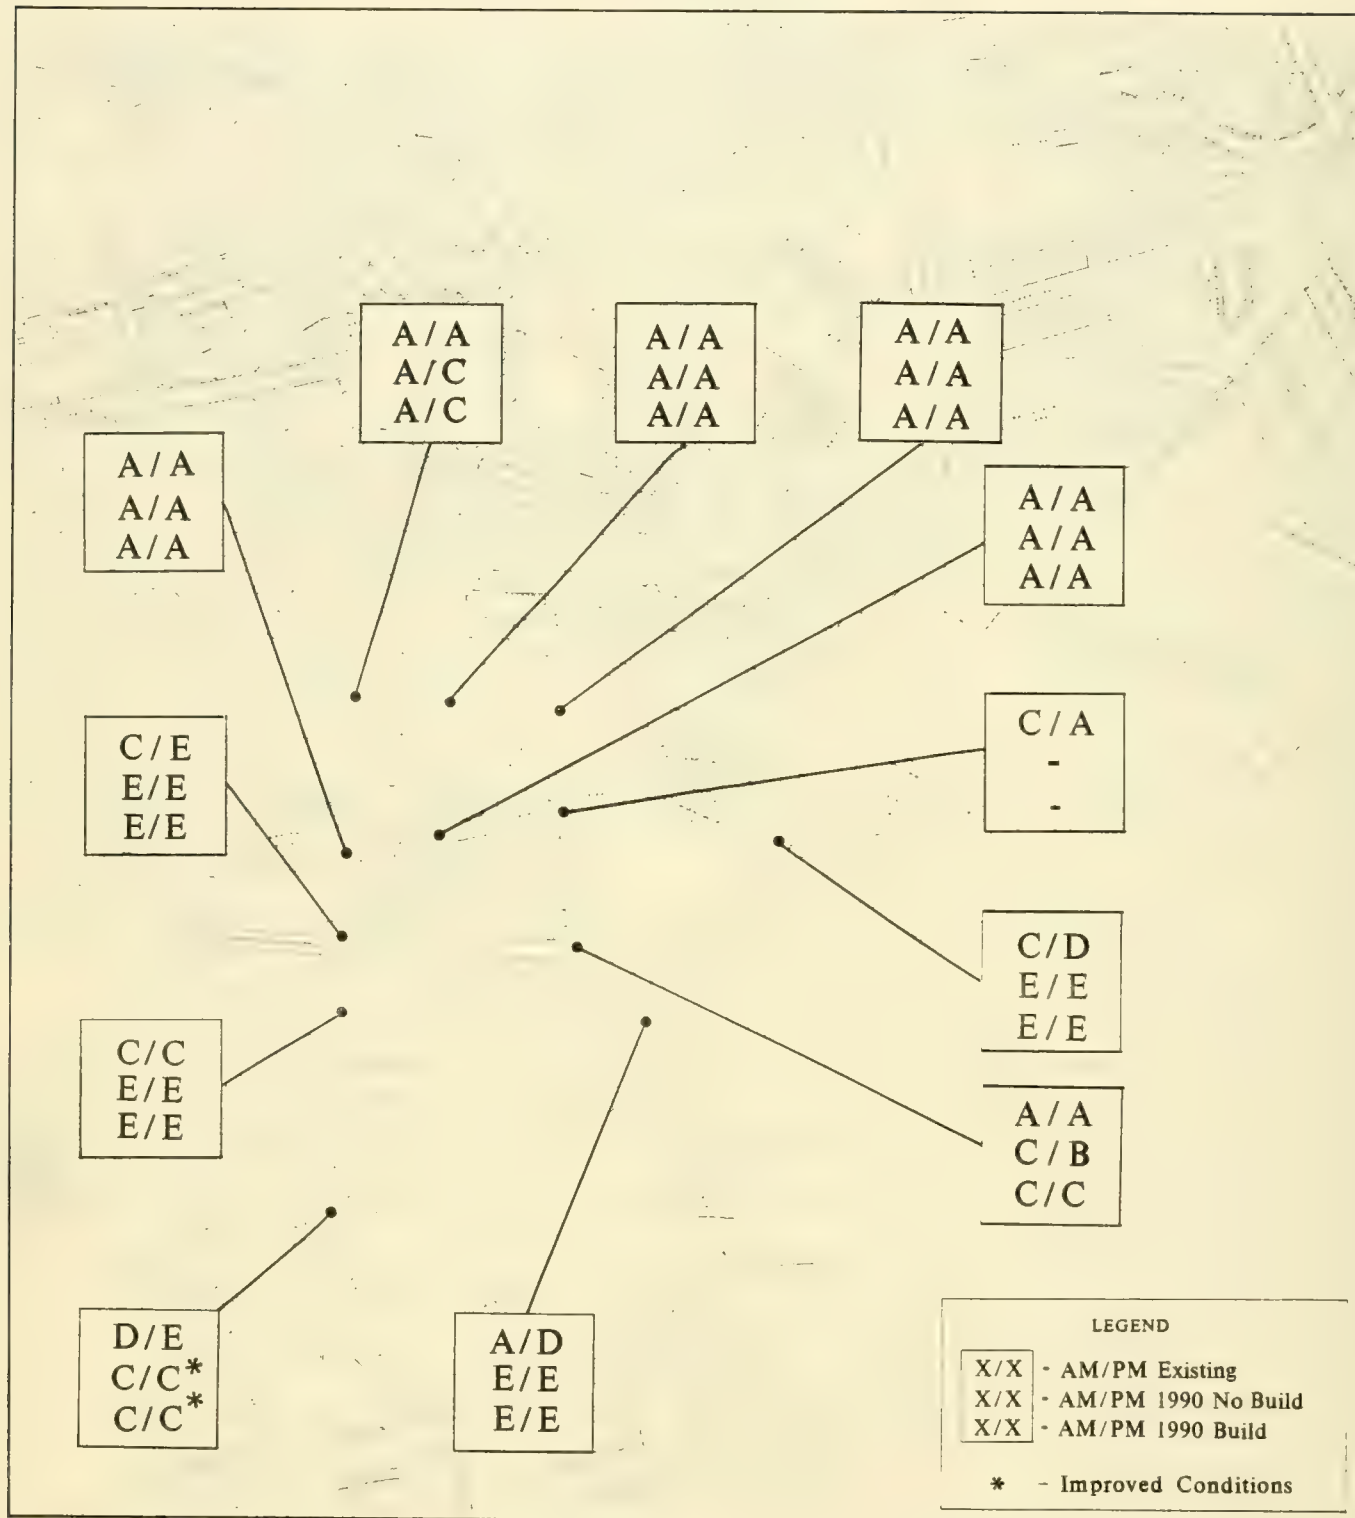 A/A
A/C
A/C
A/A
A/A
A/A
A/A
A/A
A/A
A/A
A/A
A/A
A/A
A/A
A/A
C/E
E/E
E/E
C/A
-
-
C/D
E/E
E/E
C/C
E/E
E/E
A/A
C/B
C/C
D/E
C/C*
C/C*
A/D
E/E
E/E
LEGEND
X/X - AM/PM Existing
X/X - AM/PM 1990 No Build
X/X - AM/PM 1990 Build
* - Improved Conditions